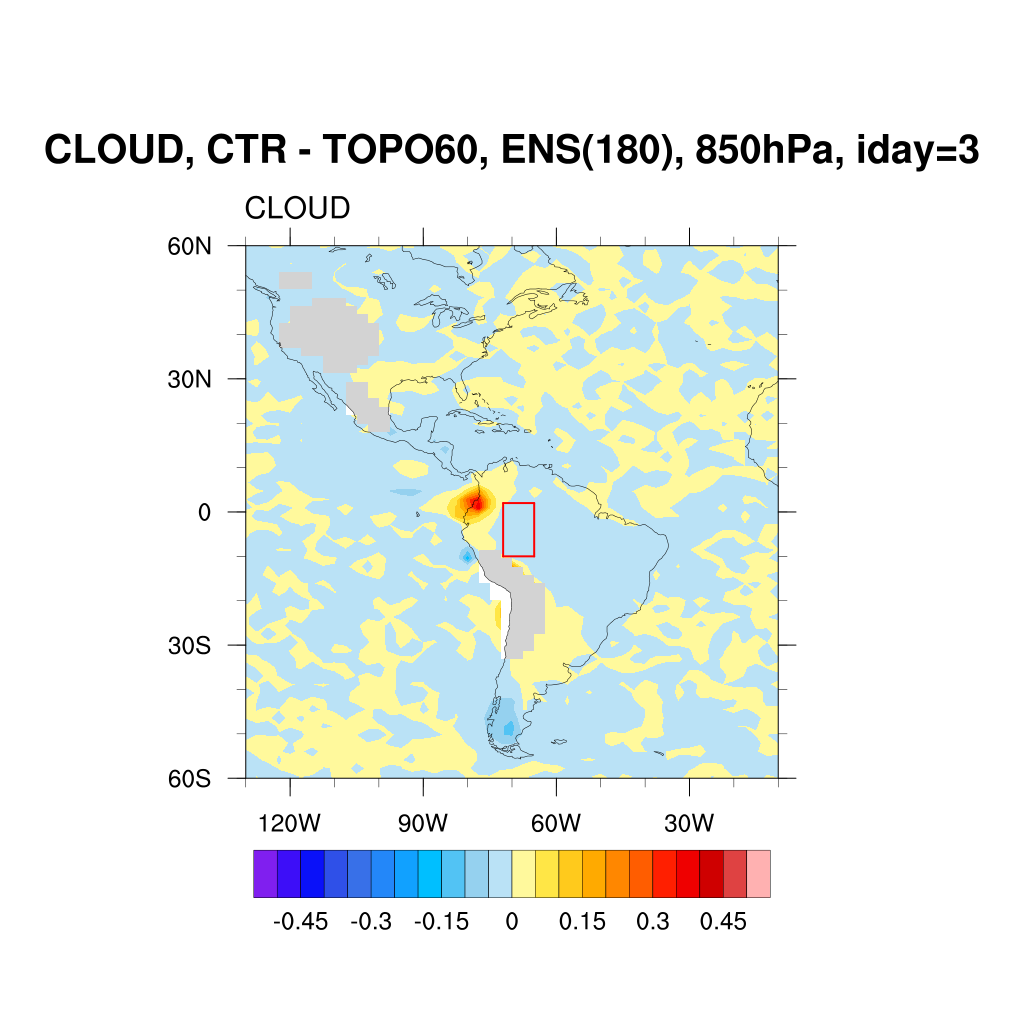 CLOUD, CTR - TOPO60, ENS(180), 850hPa, iday=3
CLOUD
60N
30N
0
30S
60S
120W 90W 60W 30W
-0.45 -0.3 -0.15 0 0.15 0.3 0.45